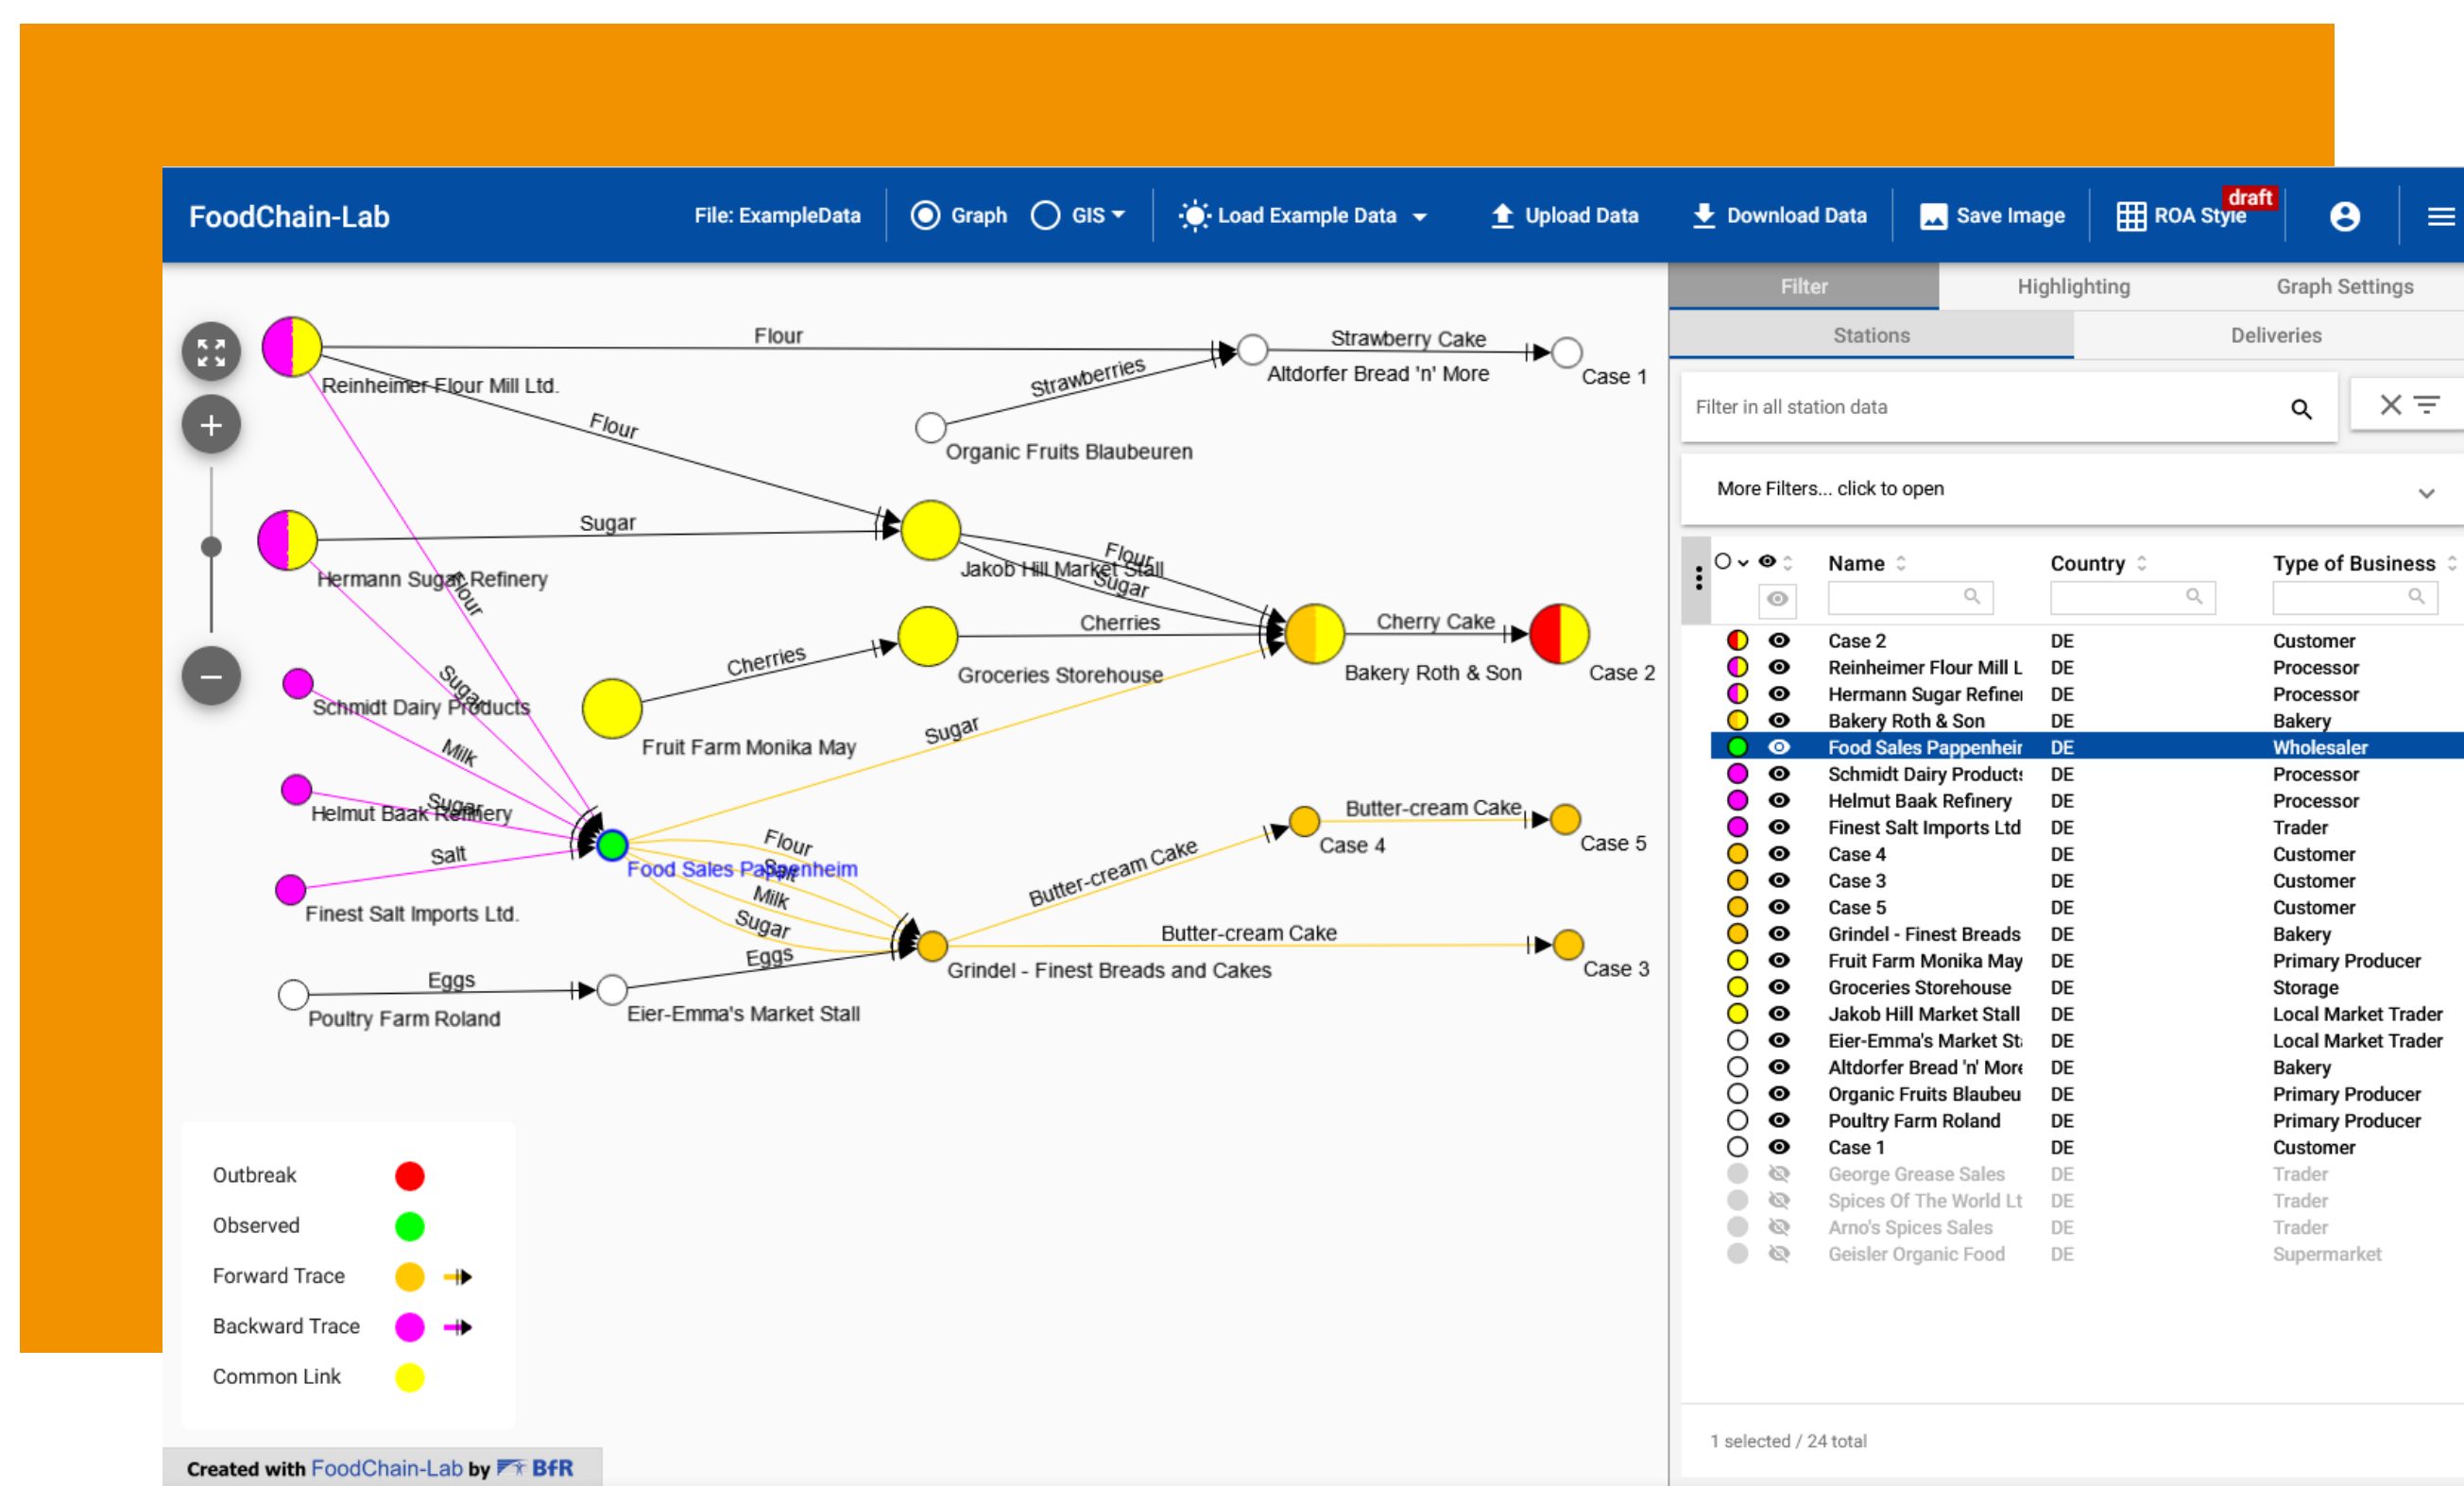 FoodChain-Lab
File: ExampleData
Graph
GIS
Load Example Data
Upload Data
Download Data
Save Image
ROA Style
draft
Filter
Highlighting
Graph Settings
Stations
Deliveries
Filter in all station data
More Filters... click to open
Name
Country
Type of Business
Case 2 DE Customer
Reinheimer Flour Mill L DE Processor
Hermann Sugar Refiner DE Processor
Bakery Roth & Son DE Bakery
Food Sales Pappenheir DE Wholesaler
Schmidt Dairy Products DE Processor
Helmut Baak Refinery DE Processor
Finest Salt Imports Ltd DE Trader
Case 4 DE Customer
Case 3 DE Customer
Case 5 DE Customer
Grindel - Finest Breads DE Bakery
Fruit Farm Monika May DE Primary Producer
Groceries Storehouse DE Storage
Jakob Hill Market Stall DE Local Market Trader
Eier-Emma's Market St DE Local Market Trader
Altdorfer Bread 'n' More DE Bakery
Organic Fruits Blaubeu DE Primary Producer
Poultry Farm Roland DE Primary Producer
Case 1 DE Customer
George Grease Sales DE Trader
Spices Of The World Lt DE Trader
Arno's Spices Sales DE Trader
Geisler Organic Food DE Supermarket
1 selected / 24 total
Flour
Strawberry Cake
Reinheimer Flour Mill Ltd.
Strawberries
Altdorfer Bread 'n' More
Case 1
Flour
Organic Fruits Blaubeuren
Sugar
Flour
Jakob Hill Market Stall
Sugar
Hermann Sugar Refinery
Flour
Cherries
Cherry Cake
Cherries
Groceries Storehouse
Bakery Roth & Son
Case 2
Sugar
Schmidt Dairy Products
Milk
Fruit Farm Monika May
Sugar
Sugar
Helmut Baak Refinery
Butter-cream Cake
Case 4
Case 5
Salt
Flour
Food Sales Pappenheim
Salt
Milk
Butter-cream Cake
Finest Salt Imports Ltd.
Sugar
Butter-cream Cake
Eggs
Grindel - Finest Breads and Cakes
Case 3
Eggs
Poultry Farm Roland
Eier-Emma's Market Stall
Outbreak
Observed
Forward Trace
Backward Trace
Common Link
Created with FoodChain-Lab by BfR